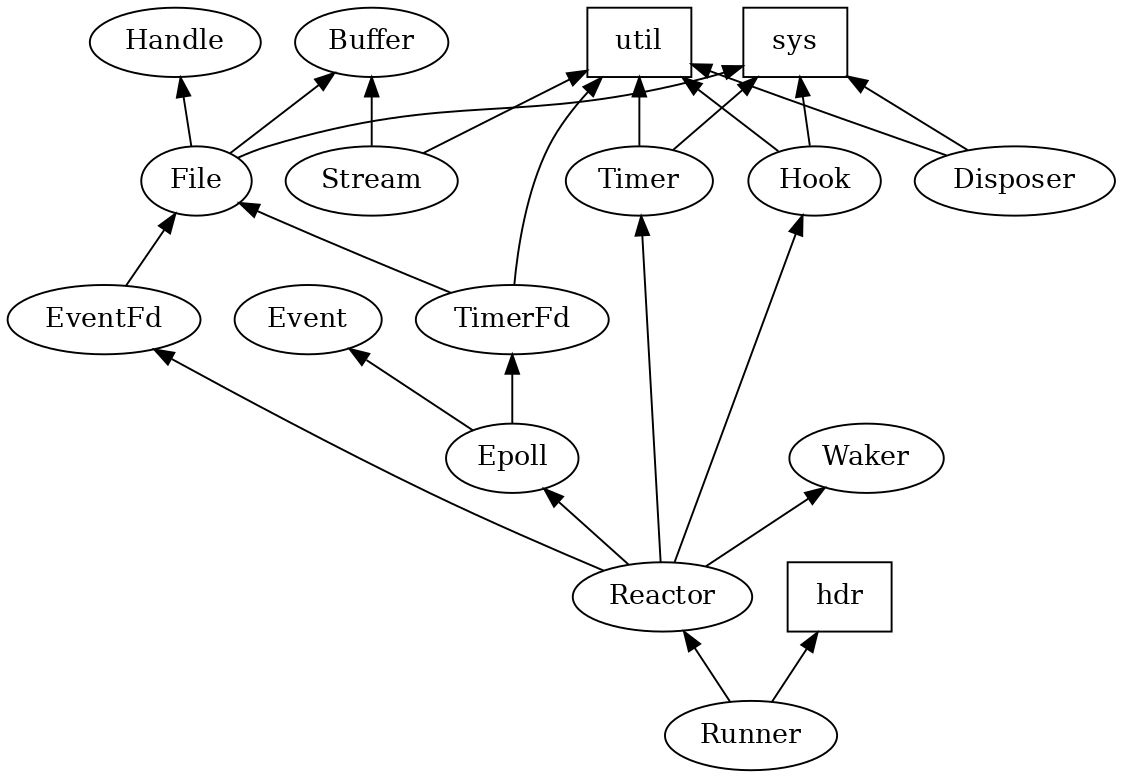 Handle
Buffer
util
sys
File
Stream
Timer
Hook
Disposer
EventFd
Event
TimerFd
Epoll
Waker
Reactor
hdr
Runner